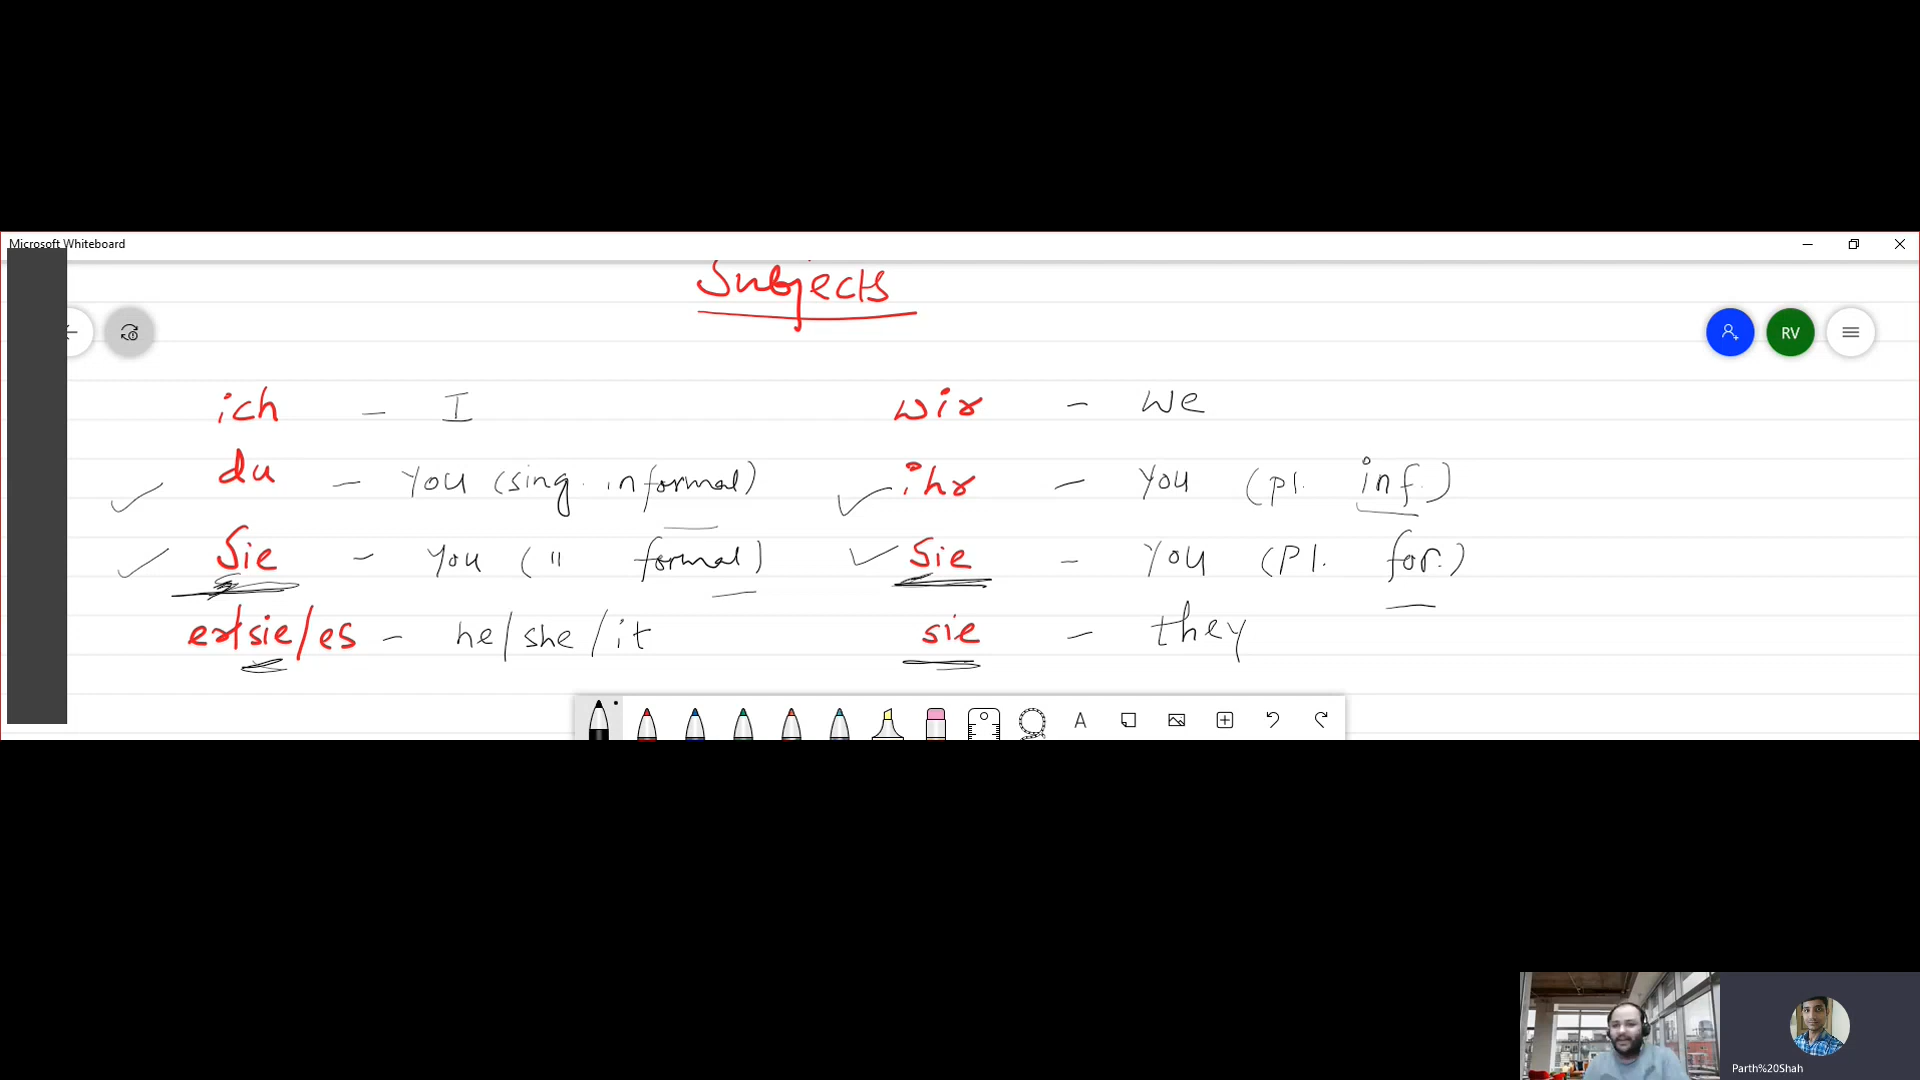 Microsoft Whiteboard
Subjects
RV
ich - I wir - We
du - You (sing. informal) ihr - You (pl. inf.)
Sie - You (" formal) Sie - You (Pl. for.)
er/sie/es - he/she/it sie - they
A
Parth%20Shah